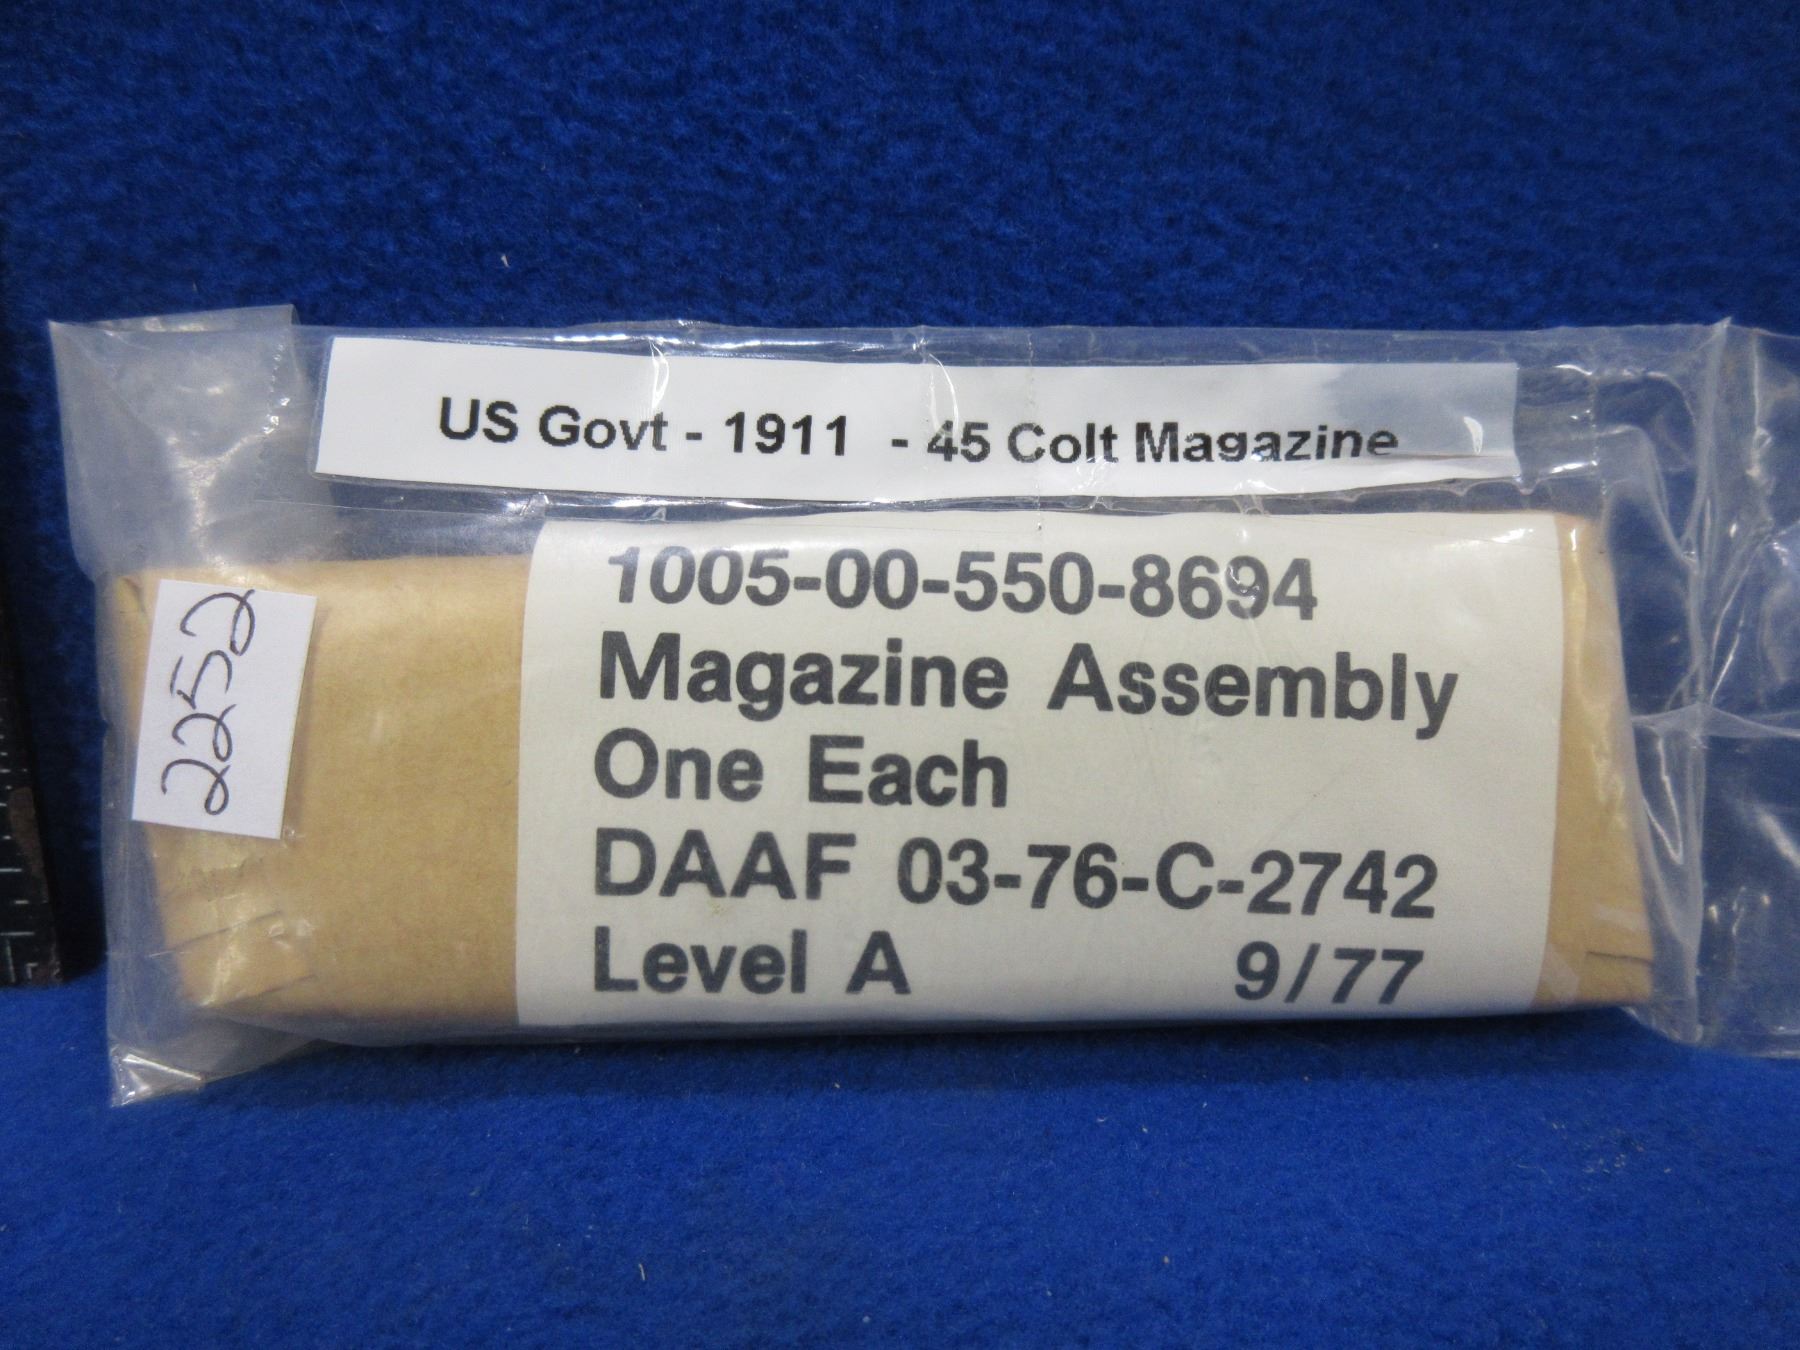 US Govt - 1911 - 45 Colt Magazine
1005-00-550-8694
Magazine Assembly
One Each
DAAF 03-76-C-2742
Level A 9/77
2252